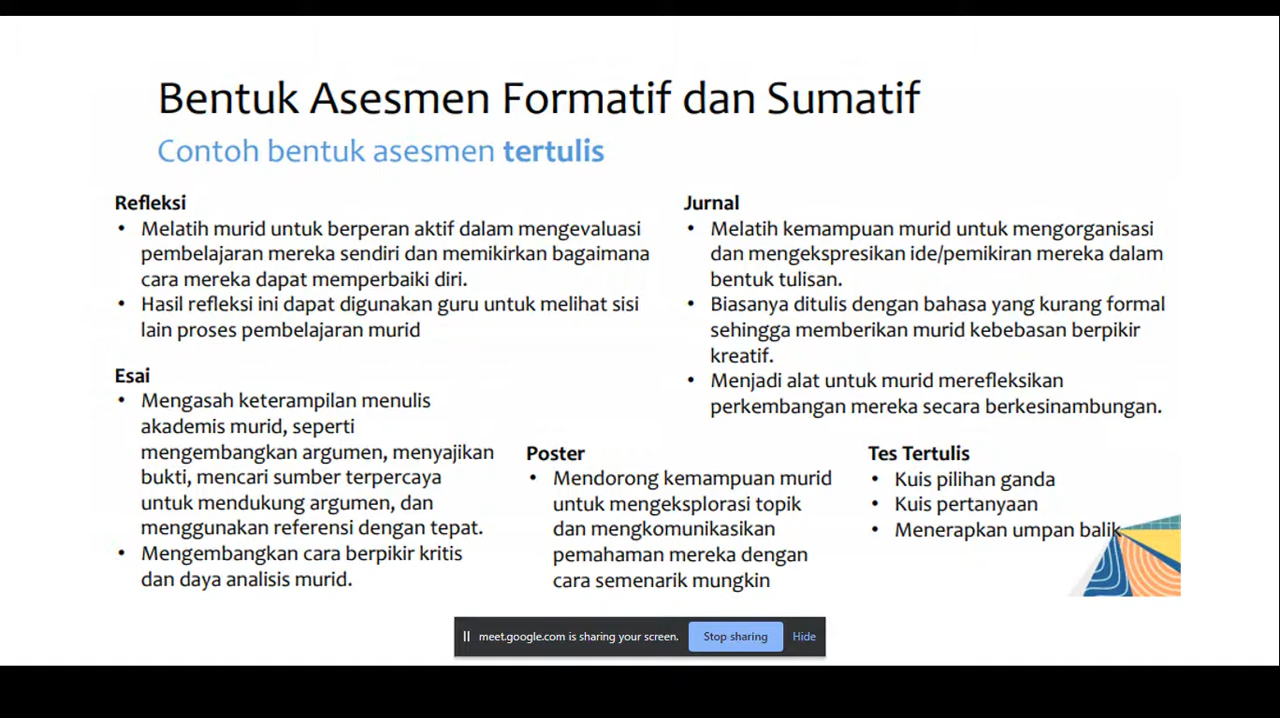 Bentuk Asesmen Formatif dan Sumatif
Contoh bentuk asesmen tertulis
Refleksi
• Melatih murid untuk berperan aktif dalam mengevaluasi
pembelajaran mereka sendiri dan memikirkan bagaimana
cara mereka dapat memperbaiki diri.
• Hasil refleksi ini dapat digunakan guru untuk melihat sisi
lain proses pembelajaran murid
Esai
• Mengasah keterampilan menulis
akademis murid, seperti
mengembangkan argumen, menyajikan
bukti, mencari sumber terpercaya
untuk mendukung argumen, dan
menggunakan referensi dengan tepat.
• Mengembangkan cara berpikir kritis
dan daya analisis murid.
Jurnal
• Melatih kemampuan murid untuk mengorganisasi
dan mengekspresikan ide/pemikiran mereka dalam
bentuk tulisan.
• Biasanya ditulis dengan bahasa yang kurang formal
sehingga memberikan murid kebebasan berpikir
kreatif.
• Menjadi alat untuk murid merefleksikan
perkembangan mereka secara berkesinambungan.
Poster
• Mendorong kemampuan murid
untuk mengeksplorasi topik
dan mengkomunikasikan
pemahaman mereka dengan
cara semenarik mungkin
Tes Tertulis
• Kuis pilihan ganda
• Kuis pertanyaan
• Menerapkan umpan balik
meet.google.com is sharing your screen.
Stop sharing
Hide